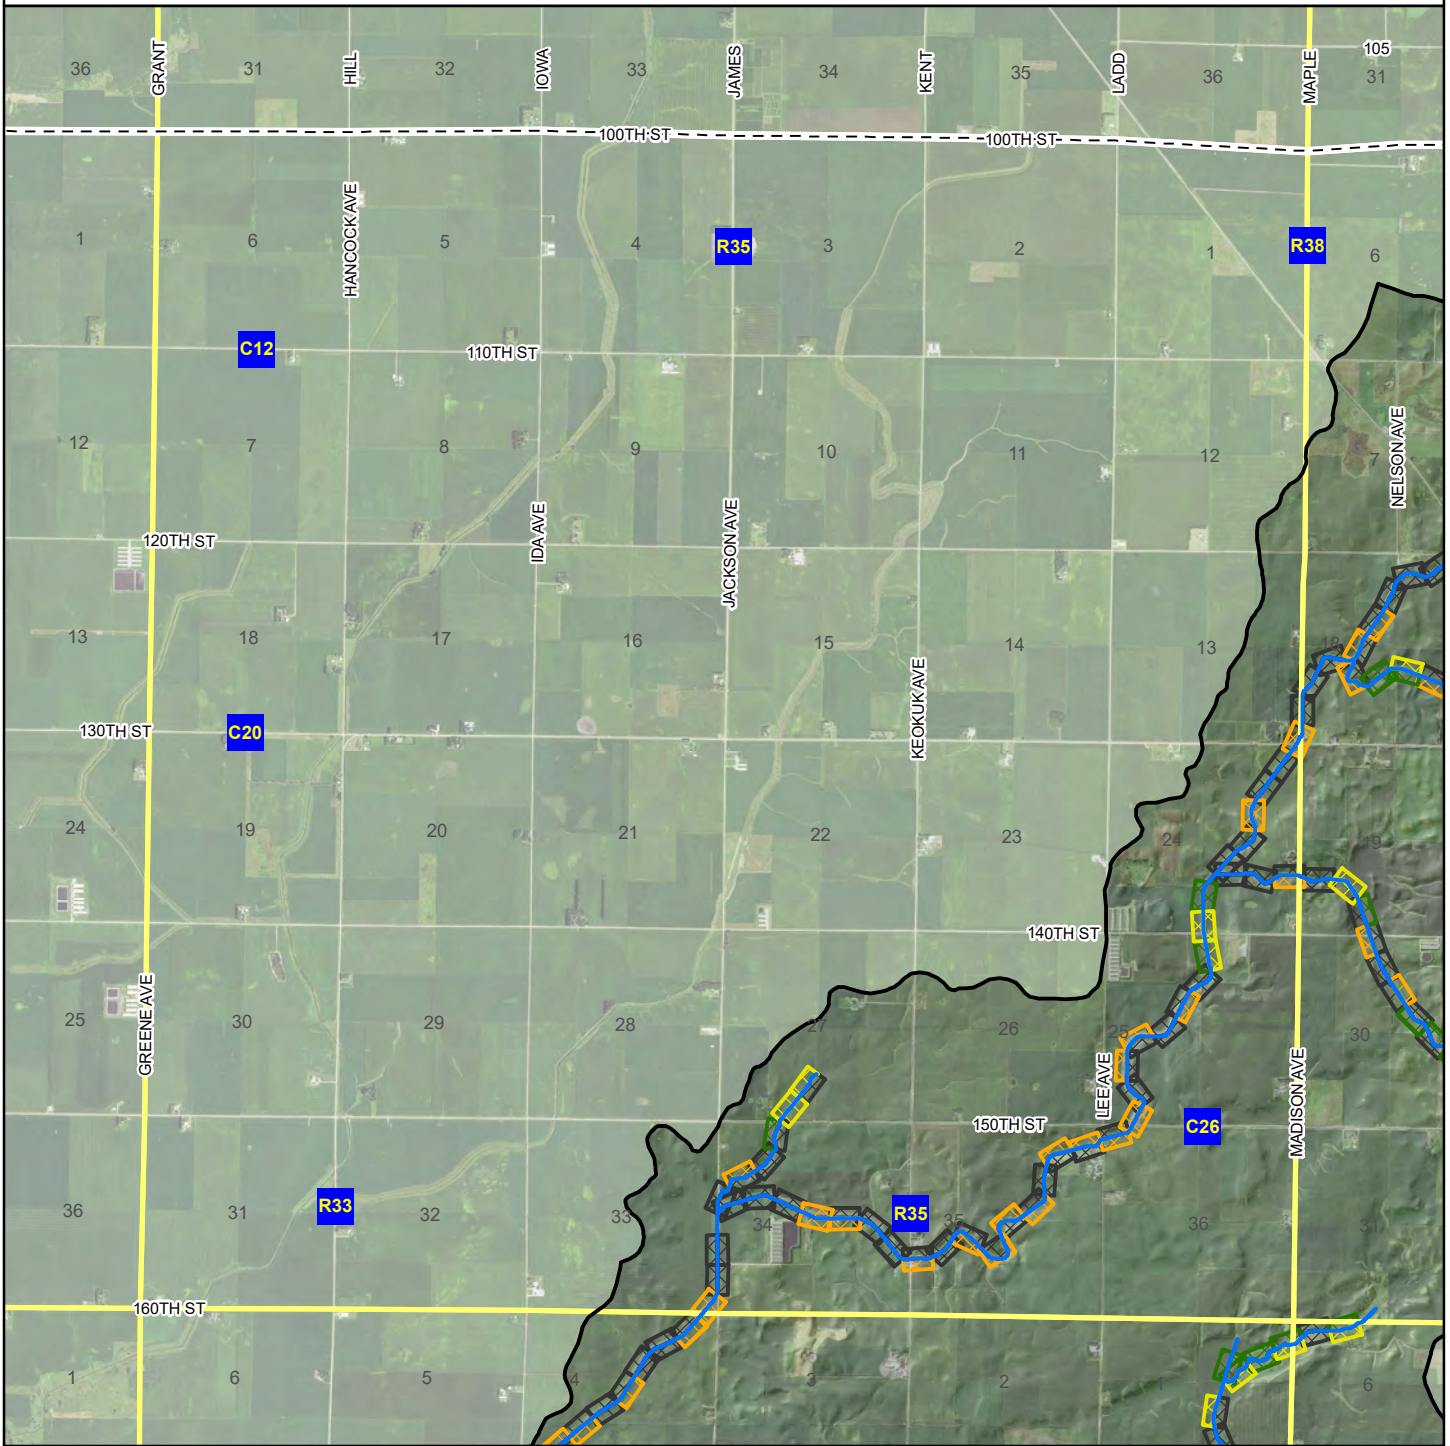 105
36 31 32 33 34 35 36 31
GRANT
HILL
IOWA
JAMES
KENT
LADD
MAPLE
100TH ST 100TH ST
1 6 5 4 3 2 1 6
HANCOCK AVE
R35 R38
C12 110TH ST
12 7 8 9 10 11 12 7
NELSON AVE
120TH ST
IDA AVE
JACKSON AVE
13 18 17 16 15 14 13 18
KEOKUK AVE
130TH ST C20
24 19 20 21 22 23 24 19
140TH ST
GREENE AVE
25 30 29 28 27 26 25 30
LEE AVE
MADISON AVE
150TH ST C26
R33 R35
36 31 32 33 34 35 36 31
160TH ST
1 6 5 4 3 2 1 6